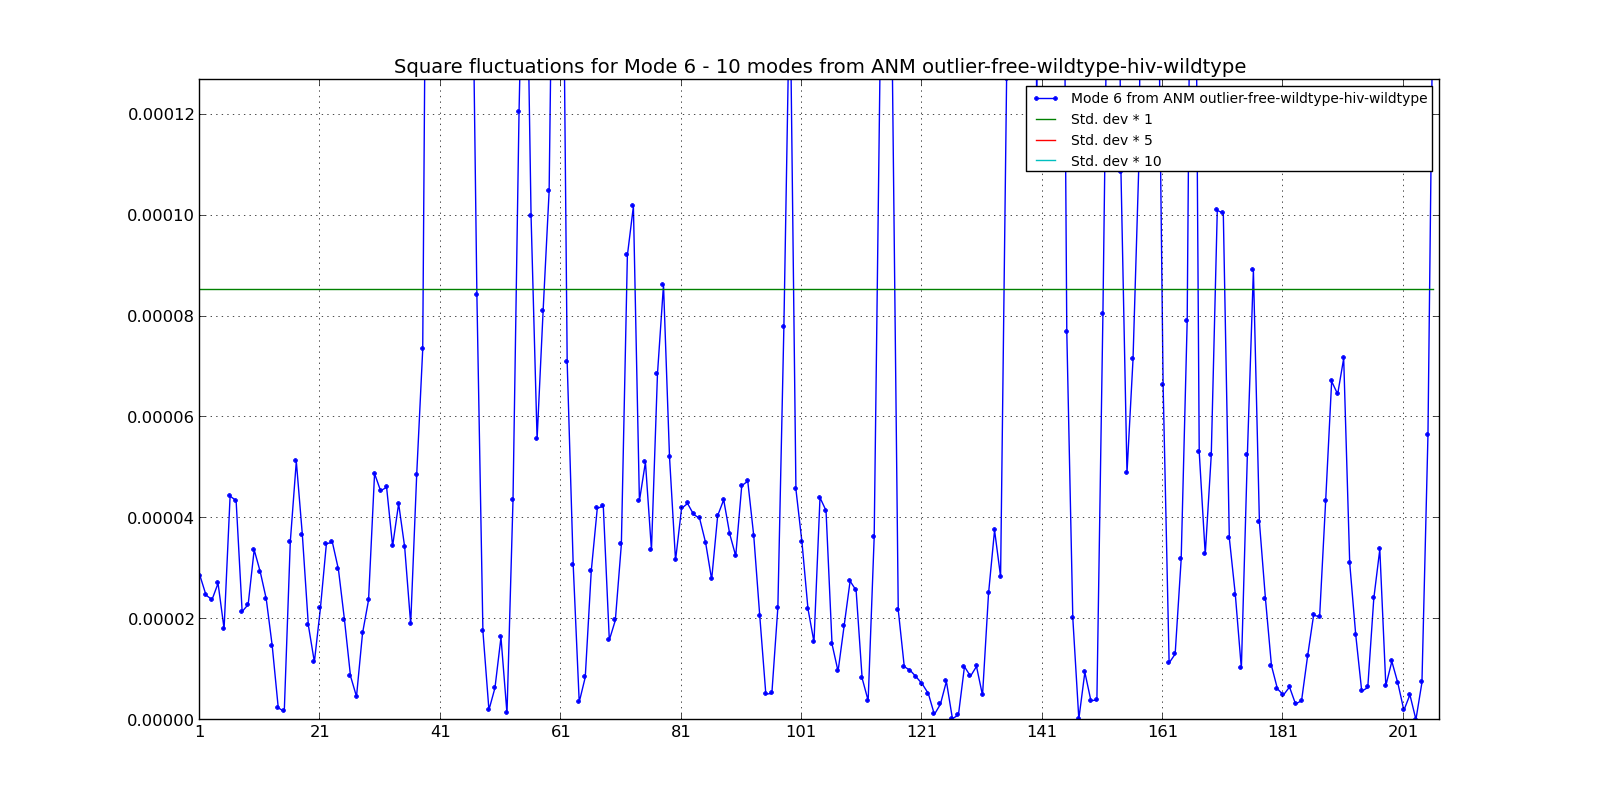 Square fluctuations for Mode 6 - 10 modes from ANM outlier-free-wildtype-hiv-wildtype
Mode 6 from ANM outlier-free-wildtype-hiv-wildtype
Std. dev * 1
Std. dev * 5
Std. dev * 10
0.00012
0.00010
0.00008
0.00006
0.00004
0.00002
0.00000
1 21 41 61 81 101 121 141 161 181 201